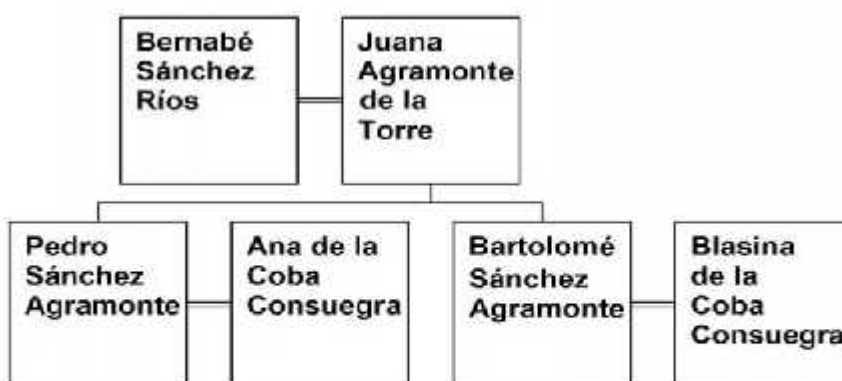 Bernabé
Sánchez
Ríos
Juana
Agramonte
de la
Torre
Pedro
Sánchez
Agramonte
Ana de la
Coba
Consuegra
Bartolomé
Sánchez
Agramonte
Blasina
de la
Coba
Consuegra